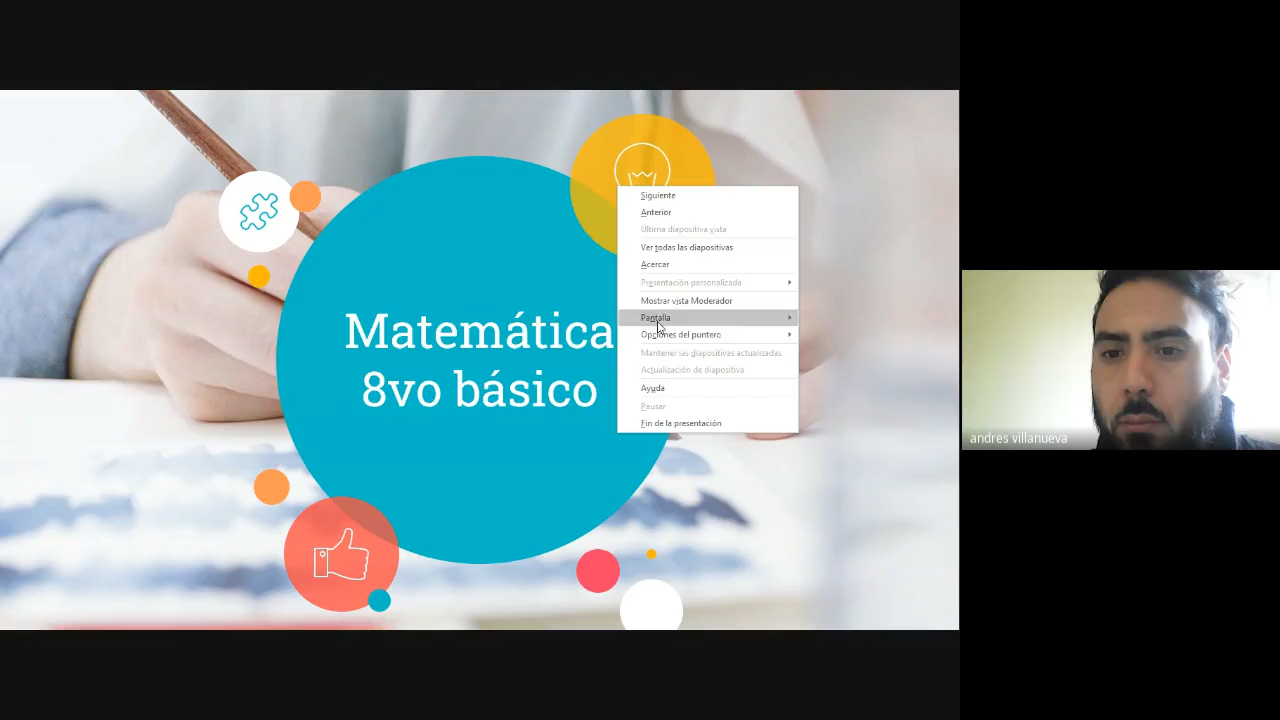 Matemática
8vo básico
Siguiente
Anterior
Última diapositiva vista
Ver todas las diapositivas
Acercar
Presentación personalizada
Mostrar vista Moderador
Pantalla
Opciones del puntero
Mantener las diapositivas actualizadas
Actualización de diapositiva
Ayuda
Pausar
Fin de la presentación
andres villanueva